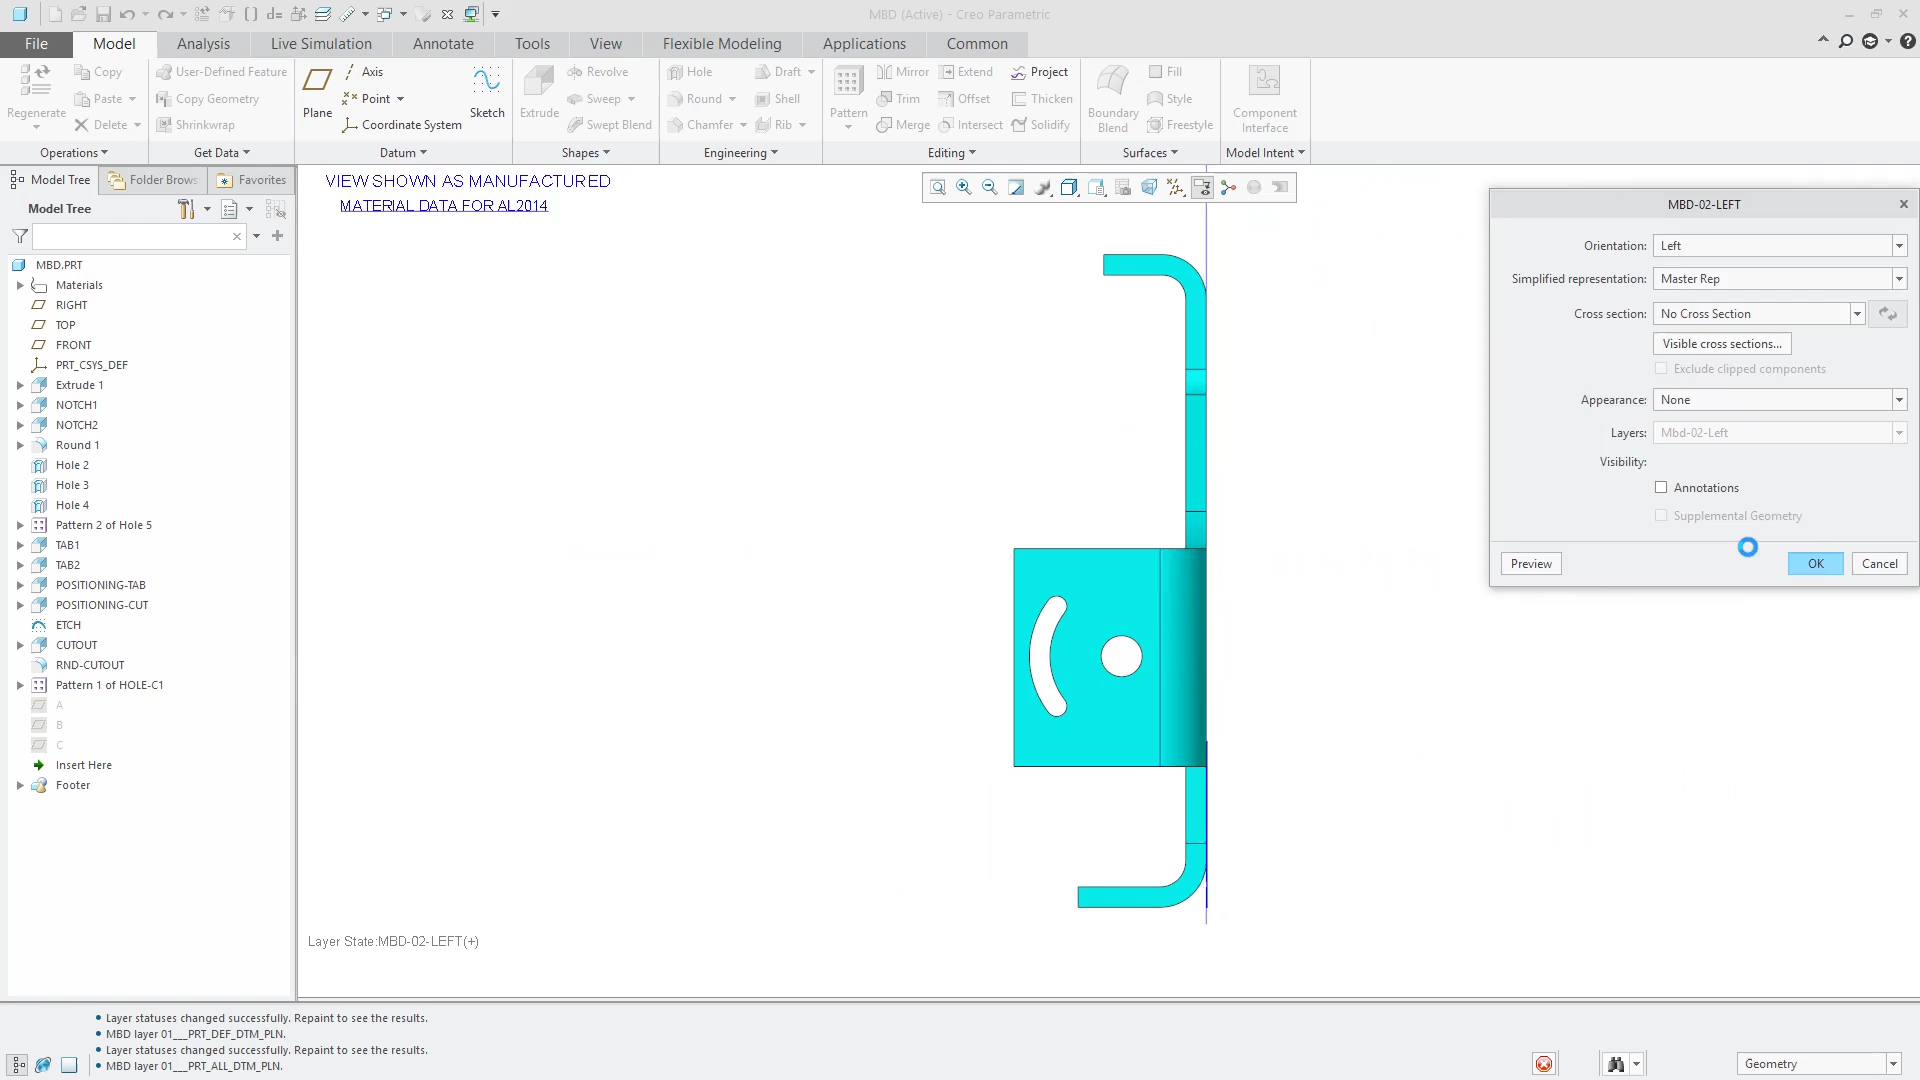 MBD (Active) - Creo Parametric
File
Model
Analysis
Live Simulation
Annotate
Tools
View
Flexible Modeling
Applications
Common
Regenerate
Copy
Paste
Delete
Operations
User-Defined Feature
Copy Geometry
Shrinkwrap
Get Data
Plane
Axis
Point
Coordinate System
Sketch
Datum
Extrude
Revolve
Sweep
Swept Blend
Shapes
Hole
Round
Chamfer
Draft
Shell
Rib
Engineering
Pattern
Mirror
Trim
Merge
Extend
Offset
Intersect
Project
Thicken
Solidify
Editing
Boundary
Blend
Fill
Style
Freestyle
Surfaces
Component
Interface
Model Intent
Model Tree
Folder Brows
Favorites
Model Tree
MBD.PRT
Materials
RIGHT
TOP
FRONT
PRT_CSYS_DEF
Extrude 1
NOTCH1
NOTCH2
Round 1
Hole 2
Hole 3
Hole 4
Pattern 2 of Hole 5
TAB1
TAB2
POSITIONING-TAB
POSITIONING-CUT
ETCH
CUTOUT
RND-CUTOUT
Pattern 1 of HOLE-C1
A
B
C
Insert Here
Footer
VIEW SHOWN AS MANUFACTURED
MATERIAL DATA FOR AL2014
Layer State:MBD-02-LEFT(+)
MBD-02-LEFT
Orientation: Left
Simplified representation: Master Rep
Cross section: No Cross Section
Visible cross sections...
Exclude clipped components
Appearance: None
Layers: Mbd-02-Left
Visibility:
Annotations
Supplemental Geometry
Preview
OK
Cancel
• Layer statuses changed successfully. Repaint to see the results.
• MBD layer 01___PRT_DEF_DTM_PLN.
• Layer statuses changed successfully. Repaint to see the results.
• MBD layer 01___PRT_ALL_DTM_PLN.
Geometry